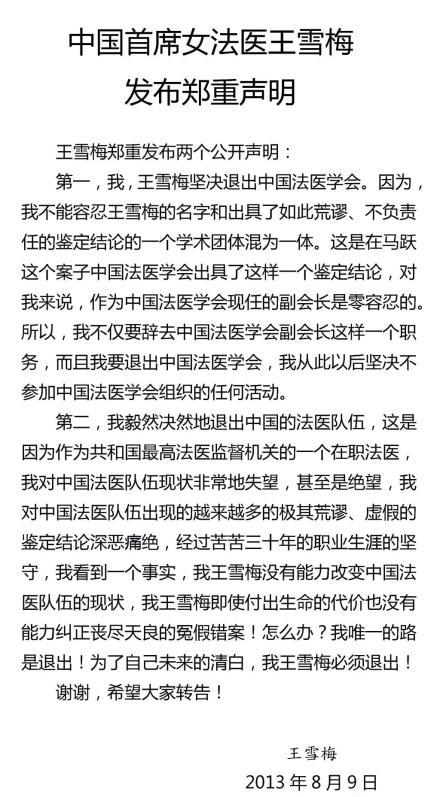 中国首席女法医王雪梅
发布郑重声明
王雪梅郑重发布两个公开声明：
第一，我，王雪梅坚决退出中国法医学会。因为，
我不能容忍王雪梅的名字和出具了如此荒谬、不负责
任的鉴定结论的一个学术团体混为一体。这是在马跃
这个案子中国法医学会出具了这样一个鉴定结论，对
我来说，作为中国法医学会现任的副会长是零容忍的。
所以，我不仅要辞去中国法医学会副会长这样一个职
务，而且我要退出中国法医学会，我从此以后坚决不
参加中国法医学会组织的任何活动。
第二，我毅然决然地退出中国的法医队伍，这是
因为作为共和国最高法医监督机关的一个在职法医，
我对中国法医队伍现状非常地失望，甚至是绝望，我
对中国法医队伍出现的越来越多的极其荒谬、虚假的
鉴定结论深恶痛绝，经过苦苦三十年的职业生涯的坚
守，我看到一个事实，我王雪梅没有能力改变中国法
医队伍的现状，我王雪梅即使付出生命的代价也没有
能力纠正丧尽天良的冤假错案！怎么办？我唯一的路
是退出！为了自己未来的清白，我王雪梅必须退出！
谢谢，希望大家转告！
王雪梅
2013 年 8 月 9 日